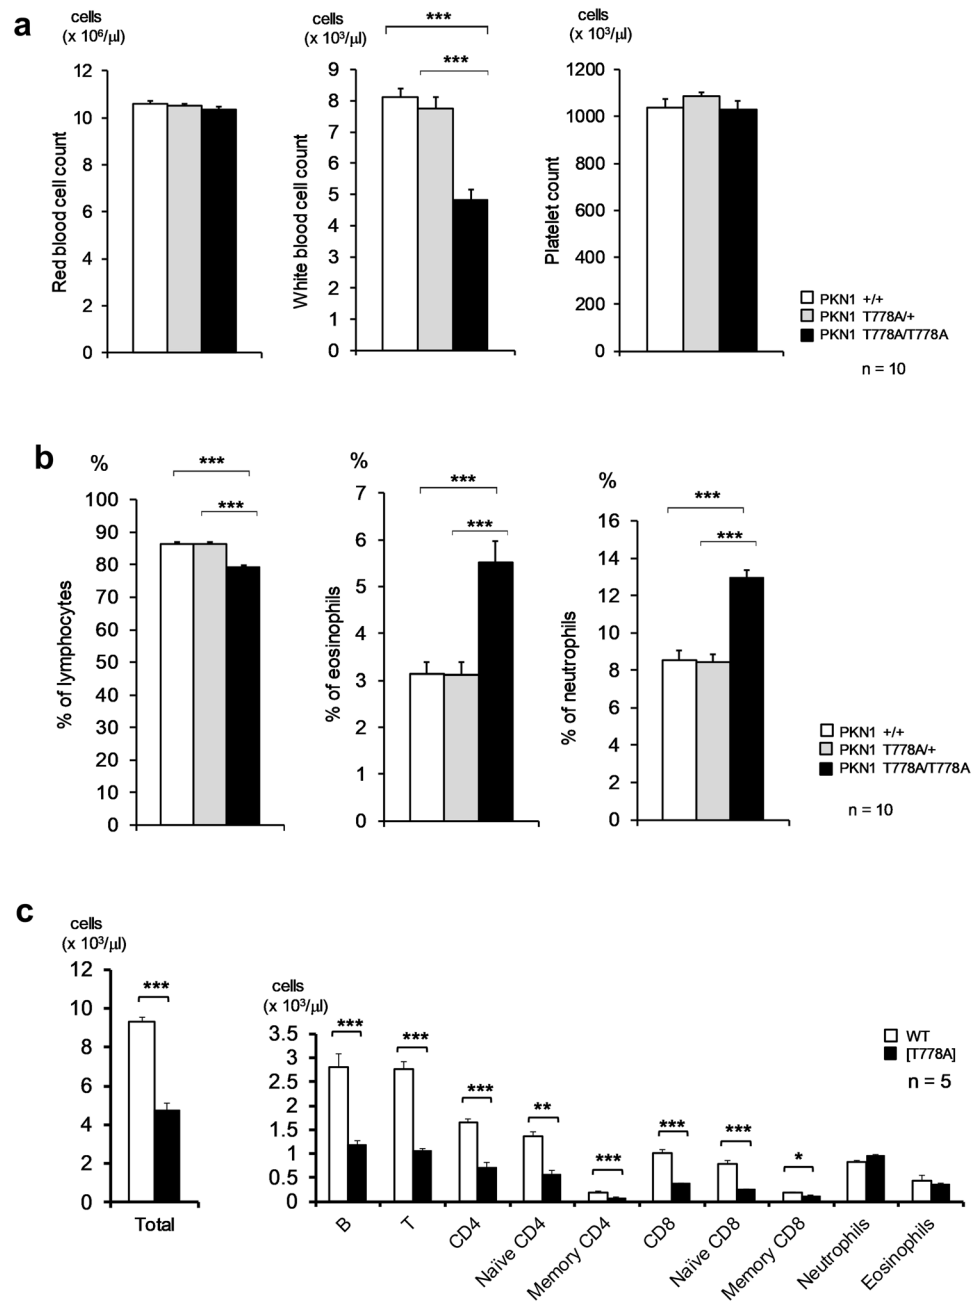 a
cells
(x 10⁶/µl)
Red blood cell count
12
10
8
6
4
2
0
cells
(x 10³/µl)
White blood cell count
9
8
7
6
5
4
3
2
1
0
***
***
cells
(x 10³/µl)
Platelet count
1200
1000
800
600
400
200
0
PKN1 +/+
PKN1 T778A/+
PKN1 T778A/T778A
n = 10
b
%
% of lymphocytes
100
90
80
70
60
50
40
30
20
10
0
***
***
%
% of eosinophils
7
6
5
4
3
2
1
0
***
***
%
% of neutrophils
16
14
12
10
8
6
4
2
0
***
***
PKN1 +/+
PKN1 T778A/+
PKN1 T778A/T778A
n = 10
c
cells
(x 10³/µl)
12
10
8
6
4
2
0
***
Total
cells
(x 10³/µl)
3.5
3
2.5
2
1.5
1
0.5
0
***
***
***
**
***
***
***
*
B
T
CD4
Naïve CD4
Memory CD4
CD8
Naïve CD8
Memory CD8
Neutrophils
Eosinophils
WT
[T778A]
n = 5